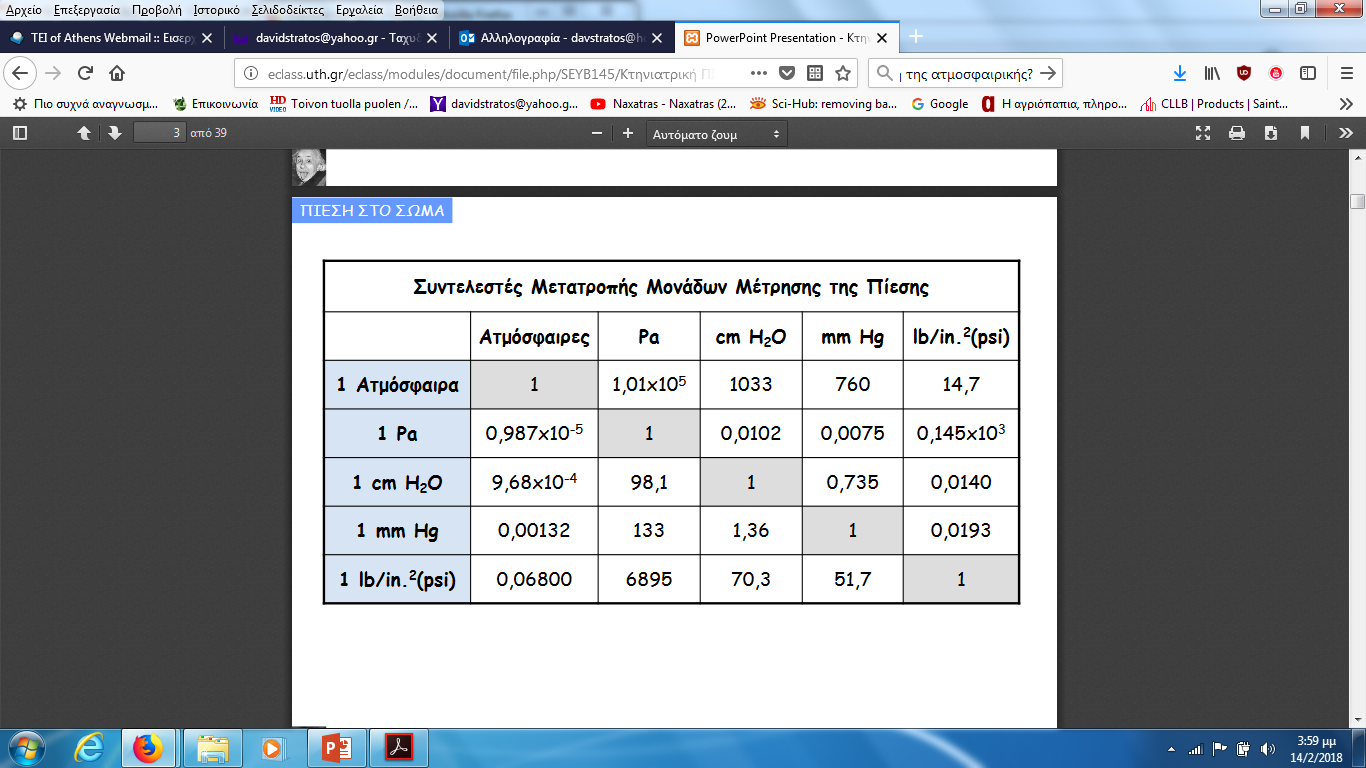 Αρχείο Επεξεργασία Προβολή Ιστορικό Σελιδοδείκτες Εργαλεία Βοήθεια
TEI of Athens Webmail :: Εισερχ davidstratos@yahoo.gr - Ταχυδ Αλληλογραφία - davstratos@ho PowerPoint Presentation - Κτην
eclass.uth.gr/eclass/modules/document/file.php/SEYB145/Κτηνιατρική Π της ατμοσφαιρικής?
Πιο συχνά αναγνωσμ... Επικοινωνία HD VIDEO Toivon tuolla puolen /... davidstratos@yahoo.g... Naxatras - Naxatras (2... Sci-Hub: removing ba... Google Η αγριόπαπια, πληρο... CLLB | Products | Saint...
3 από 39 Αυτόματο ζουμ
ΠΙΕΣΗ ΣΤΟ ΣΩΜΑ
Συντελεστές Μετατροπής Μονάδων Μέτρησης της Πίεσης
Ατμόσφαιρες Pa cm H₂O mm Hg lb/in.²(psi)
1 Ατμόσφαιρα 1 1,01x10⁵ 1033 760 14,7
1 Pa 0,987x10⁻⁵ 1 0,0102 0,0075 0,145x10³
1 cm H₂O 9,68x10⁻⁴ 98,1 1 0,735 0,0140
1 mm Hg 0,00132 133 1,36 1 0,0193
1 lb/in.²(psi) 0,06800 6895 70,3 51,7 1
3:59 μμ
14/2/2018